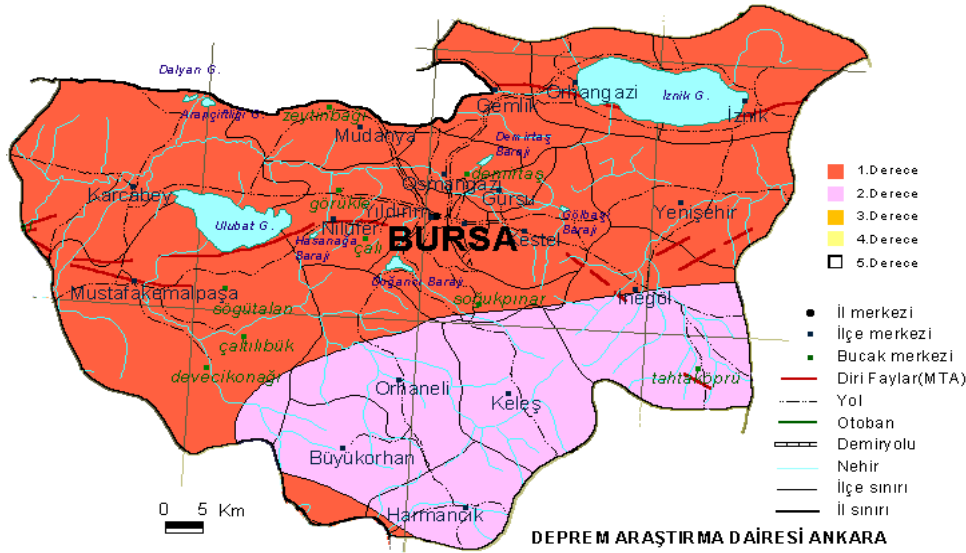 Dalyan G.
Arapçiftliği G.
zeytinbağı
Mudanya
Gemlik
Orhangazi
İznik G.
İznik
Demirtaş
Barajı
demirtaş
Osmangazi
Gürsu
Karcabey
görükle
Yıldırım
Nilüfer
Ulubat G.
Hasanağa
Barajı
çalı
BURSA
Kestel
Gölbaşı
Barajı
Yenişehir
Doğancı Barajı
Mustafakemalpaşa
söğütalan
soğukpınar
İnegöl
çaltılıbük
devecikonağı
tahtaköprü
Orhaneli
Keleş
Büyükorhan
Harmancık
1.Derece
2.Derece
3.Derece
4.Derece
5.Derece
İl merkezi
İlçe merkezi
Bucak merkezi
Diri Faylar(MTA)
Yol
Otoban
Demiryolu
Nehir
İlçe sınırı
İl sınırı
0 5 Km
DEPREM ARAŞTIRMA DAİRESİ ANKARA